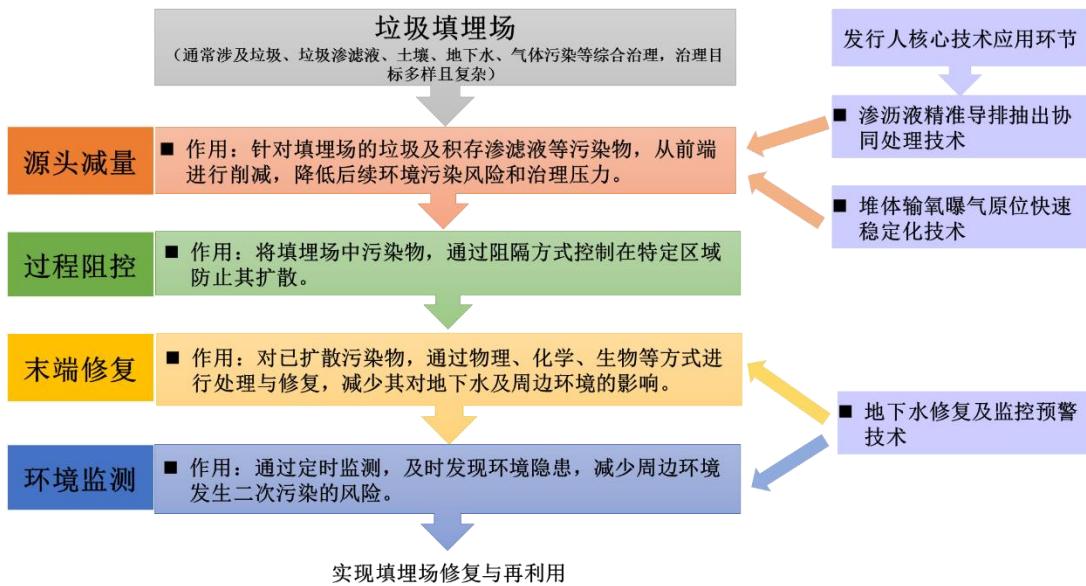 垃圾填埋场
（通常涉及垃圾、垃圾渗滤液、土壤、地下水、气体污染等综合治理，治理目
标多样且复杂）
发行人核心技术应用环节
■ 渗沥液精准导排抽出协
同处理技术
源头减量
■ 作用：针对填埋场的垃圾及积存渗滤液等污染物，从前端
进行削减，降低后续环境污染风险和治理压力。
■ 堆体输氧曝气原位快速
稳定化技术
过程阻控
■ 作用：将填埋场中污染物，通过阻隔方式控制在特定区域
防止其扩散。
末端修复
■ 作用：对已扩散污染物，通过物理、化学、生物等方式进
行处理与修复，减少其对地下水及周边环境的影响。
■ 地下水修复及监控预警
技术
环境监测
■ 作用：通过定时监测，及时发现环境隐患，减少周边环境
发生二次污染的风险。
实现填埋场修复与再利用